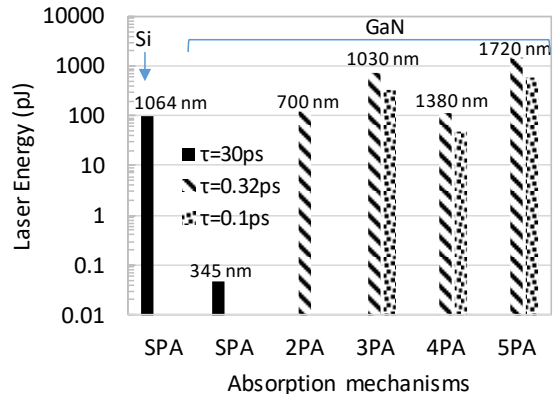 GaN
10000
Si
1720 nm
1000
1030 nm
1064 nm
700 nm
1380 nm
100
10
τ=30ps
τ=0.32ps
1
τ=0.1ps
0.1
345 nm
0.01
SPA SPA 2PA 3PA 4PA 5PA
Absorption mechanisms
Laser Energy (pJ)